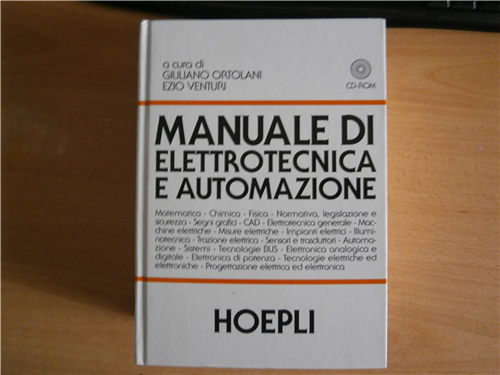 a cura di
GIULIANO ORTOLANI
EZIO VENTURI
CD-ROM
MANUALE DI
ELETTROTECNICA
E AUTOMAZIONE
Matematica - Chimica - Fisica - Normativa, legislazione e
sicurezza - Segni grafici - CAD - Elettrotecnica generale - Mac-
chine elettriche - Misure elettriche - Impianti elettrici - Illumi-
notecnica - Trazione elettrica - Sensori e trasduttori - Automa-
zione - Sistemi - Tecnologie BUS - Elettronica analogica e
digitale - Elettronica di potenza - Tecnologie elettriche ed
elettroniche - Progettazione elettrica ed elettronica
HOEPLI